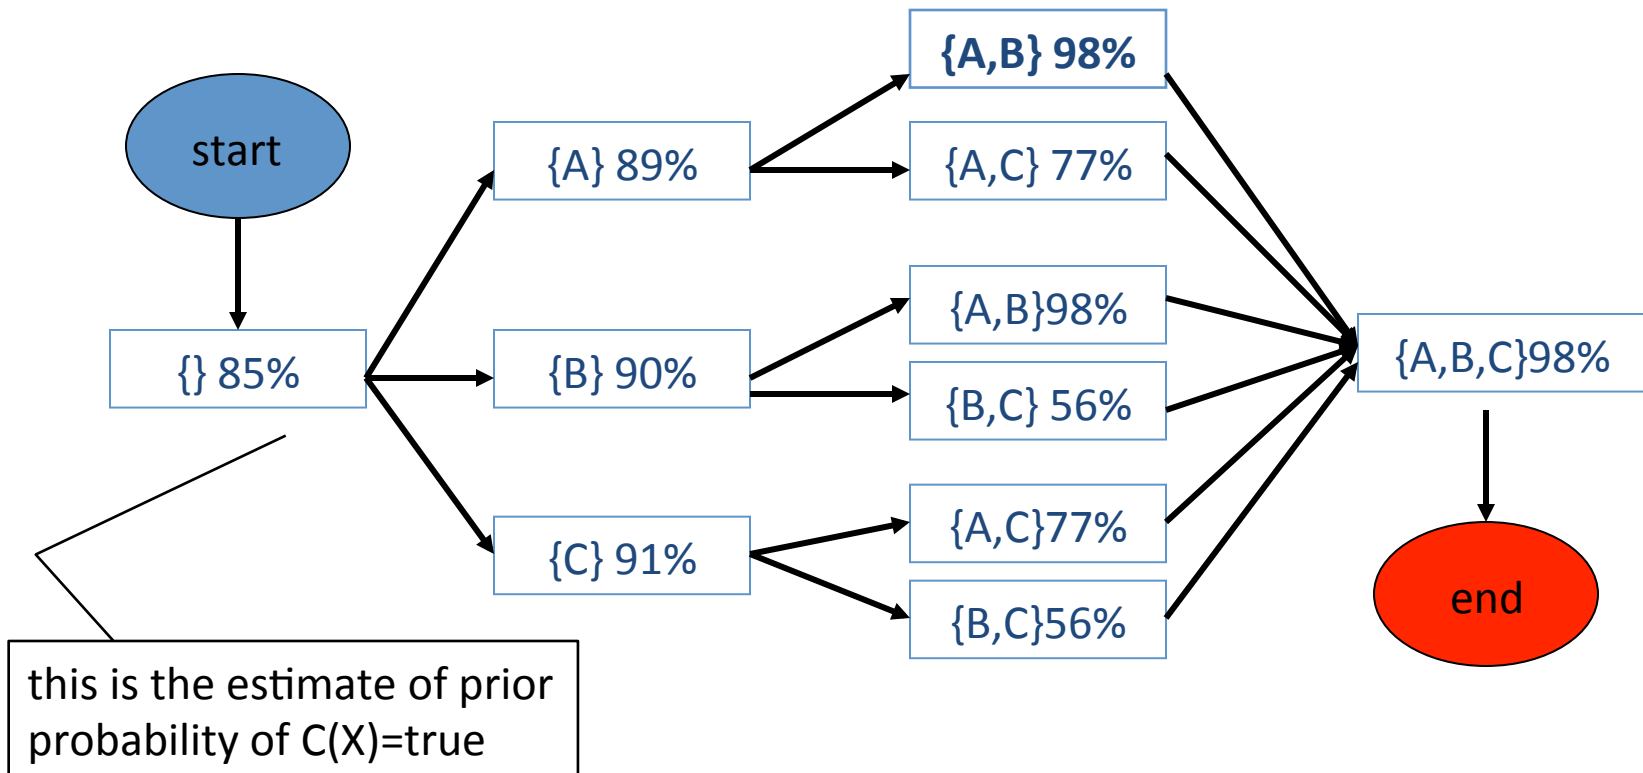 start
{} 85%
this is the estimate of prior
probability of C(X)=true
{A} 89%
{B} 90%
{C} 91%
{A,B} 98%
{A,C} 77%
{A,B}98%
{B,C} 56%
{A,C}77%
{B,C}56%
{A,B,C}98%
end